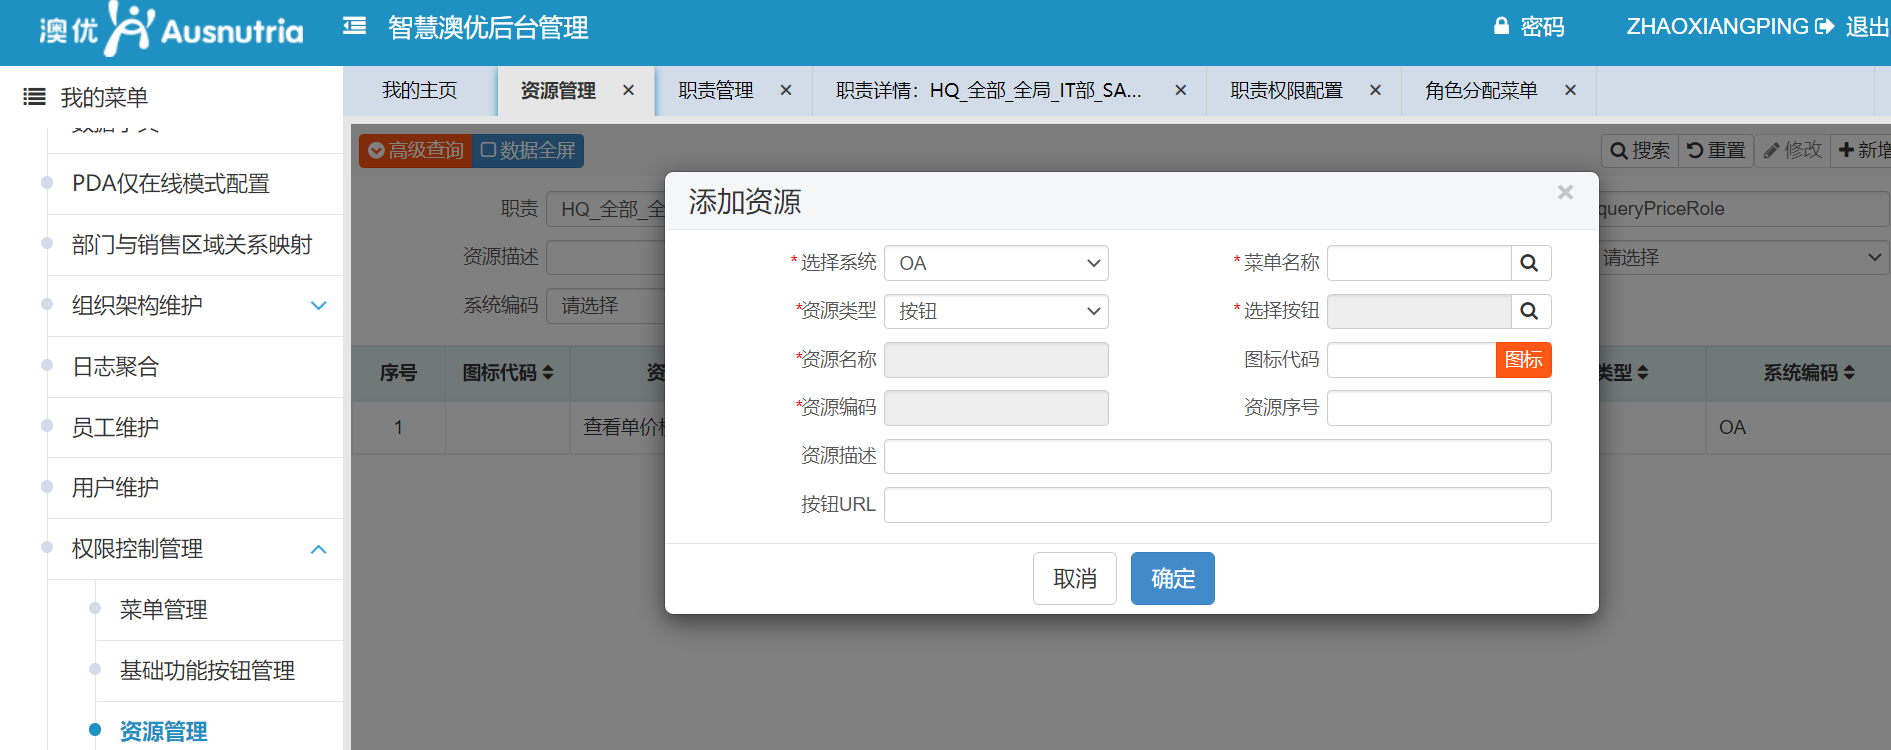 澳优 Ausnutria 智慧澳优后台管理 密码 ZHAOXIANGPING 退出
我的菜单
我的主页 资源管理 × 职责管理 × 职责详情：HQ_全部_全局_IT部_SA... × 职责权限配置 × 角色分配菜单 ×
PDA仅在线模式配置
部门与销售区域关系映射
组织架构维护
日志聚合
员工维护
用户维护
权限控制管理
菜单管理
基础功能按钮管理
资源管理
高级查询 数据全屏 搜索 重置 修改 新增
职责 HQ_全部_全 queryPriceRole
资源描述 请选择
系统编码 请选择
序号 图标代码 资 类型 系统编码
1 查看单价 OA
添加资源 ×
*选择系统 OA *菜单名称
*资源类型 按钮 *选择按钮
*资源名称 图标代码 图标
*资源编码 资源序号
资源描述
按钮URL
取消 确定